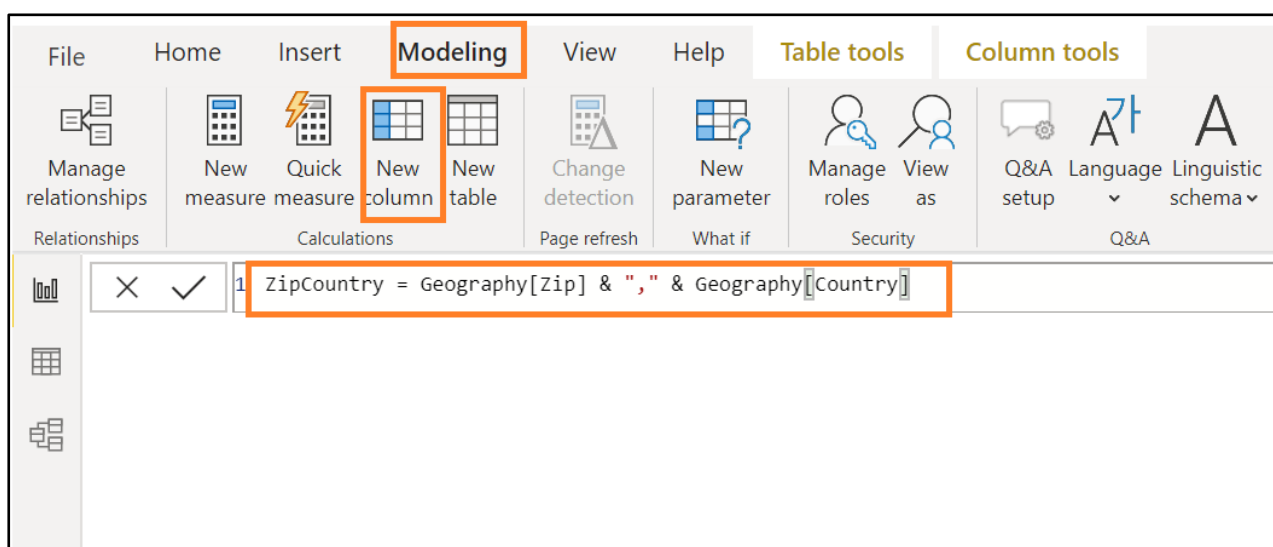 File Home Insert Modeling View Help Table tools Column tools
Manage relationships
New measure
Quick measure
New column
New table
Change detection
New parameter
Manage roles
View as
Q&A setup
Language
Linguistic schema
Relationships Calculations Page refresh What if Security Q&A
1 ZipCountry = Geography[Zip] & "," & Geography[Country]